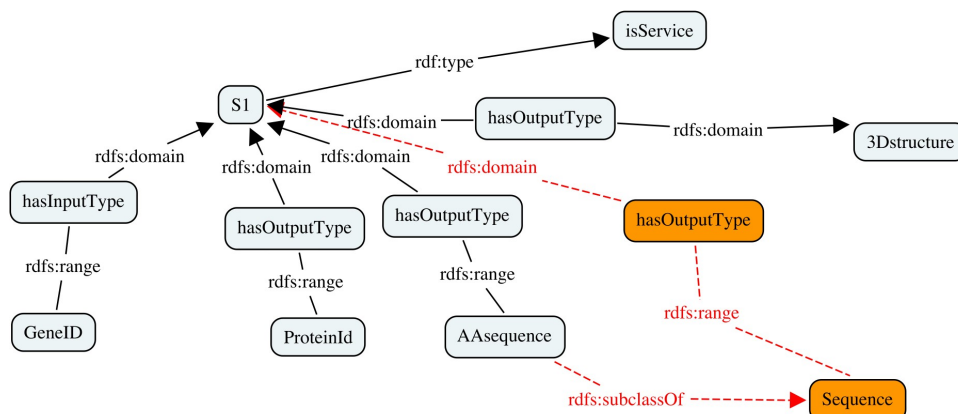 isService
rdf:type
S1
hasOutputType
rdfs:domain
rdfs:domain
3Dstructure
rdfs:domain
rdfs:domain
rdfs:domain
rdfs:domain
hasInputType
hasOutputType
hasOutputType
hasOutputType
rdfs:range
rdfs:range
rdfs:range
rdfs:range
GeneID
ProteinId
AAsequence
rdfs:subclassOf
Sequence